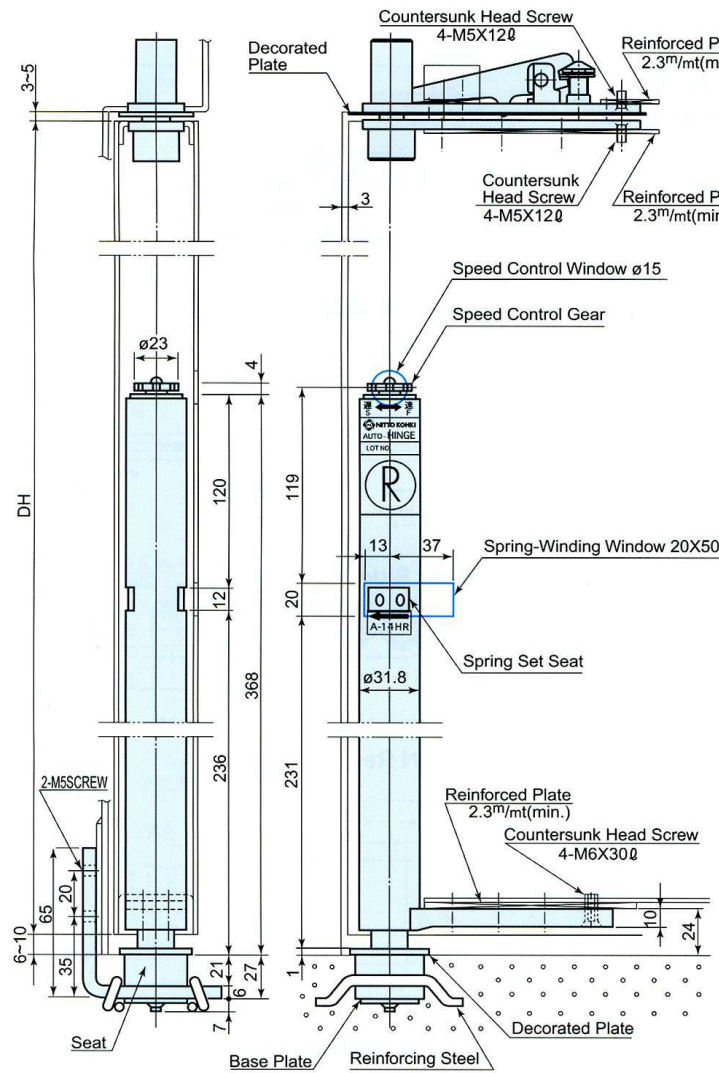 Countersunk Head Screw
4-M5X12ℓ
Decorated
Plate
Reinforced P
2.3m/mt(m
3~5
Countersunk
Head Screw
4-M5X12ℓ
Reinforced P
2.3m/mt(min
3
Speed Control Window ø15
Speed Control Gear
ø23
4
遅 速
S F
NITTO KOHKI
AUTO-HINGE
LOT NO.
R
DH
120
119
13
37
Spring-Winding Window 20X50
12
20
0 0
A-14HR
Spring Set Seat
368
ø31.8
236
231
2-M5SCREW
Reinforced Plate
2.3m/mt(min.)
Countersunk Head Screw
4-M6X30ℓ
20
65
35
6~10
10
24
21
27
6
7
1
Seat
Base Plate
Reinforcing Steel
Decorated Plate